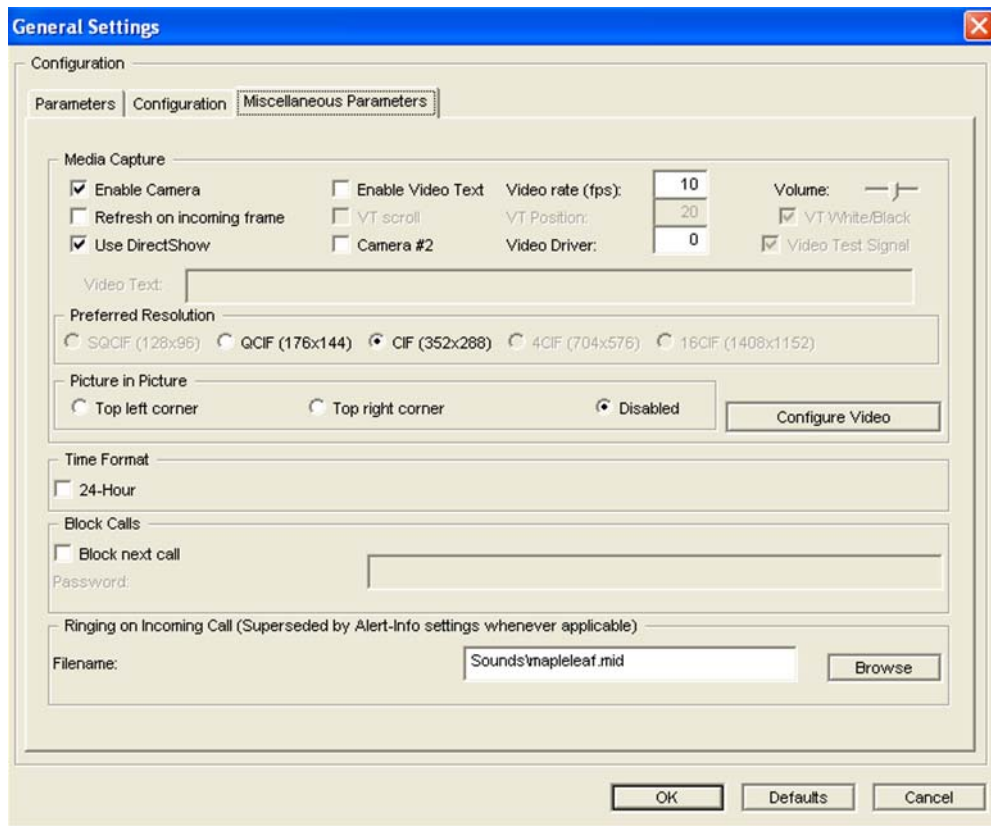 General Settings
Configuration
Parameters Configuration Miscellaneous Parameters
Media Capture
Enable Camera Enable Video Text Video rate (fps): 10 Volume:
Refresh on incoming frame VT scroll VT Position: 20 VT White/Black
Use DirectShow Camera #2 Video Driver: 0 Video Test Signal
Video Text:
Preferred Resolution
SQCIF (128x96) QCIF (176x144) CIF (352x288) 4CIF (704x576) 16CIF (1408x1152)
Picture in Picture
Top left corner Top right corner Disabled Configure Video
Time Format
24-Hour
Block Calls
Block next call
Password:
Ringing on Incoming Call (Superseded by Alert-Info settings whenever applicable)
Filename: Sounds\mapleleaf.mid Browse
OK Defaults Cancel